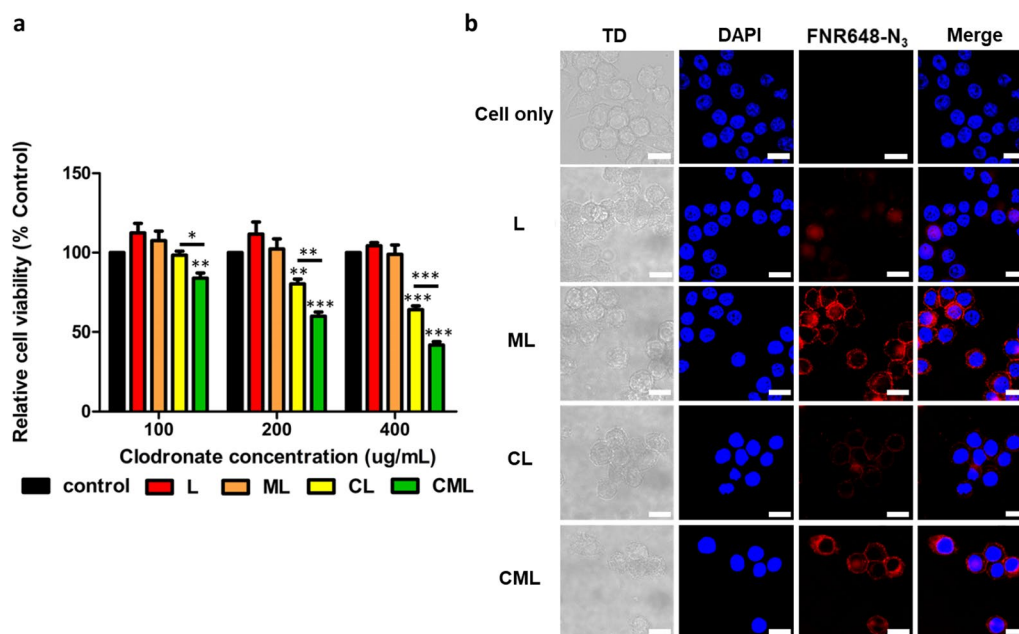 a
Relative cell viability (% Control)
150
100
50
0
* ** ** ** *** *** *** ***
100 200 400
Clodronate concentration (ug/mL)
control L ML CL CML
b
TD DAPI FNR648-N₃ Merge
Cell only
L
ML
CL
CML